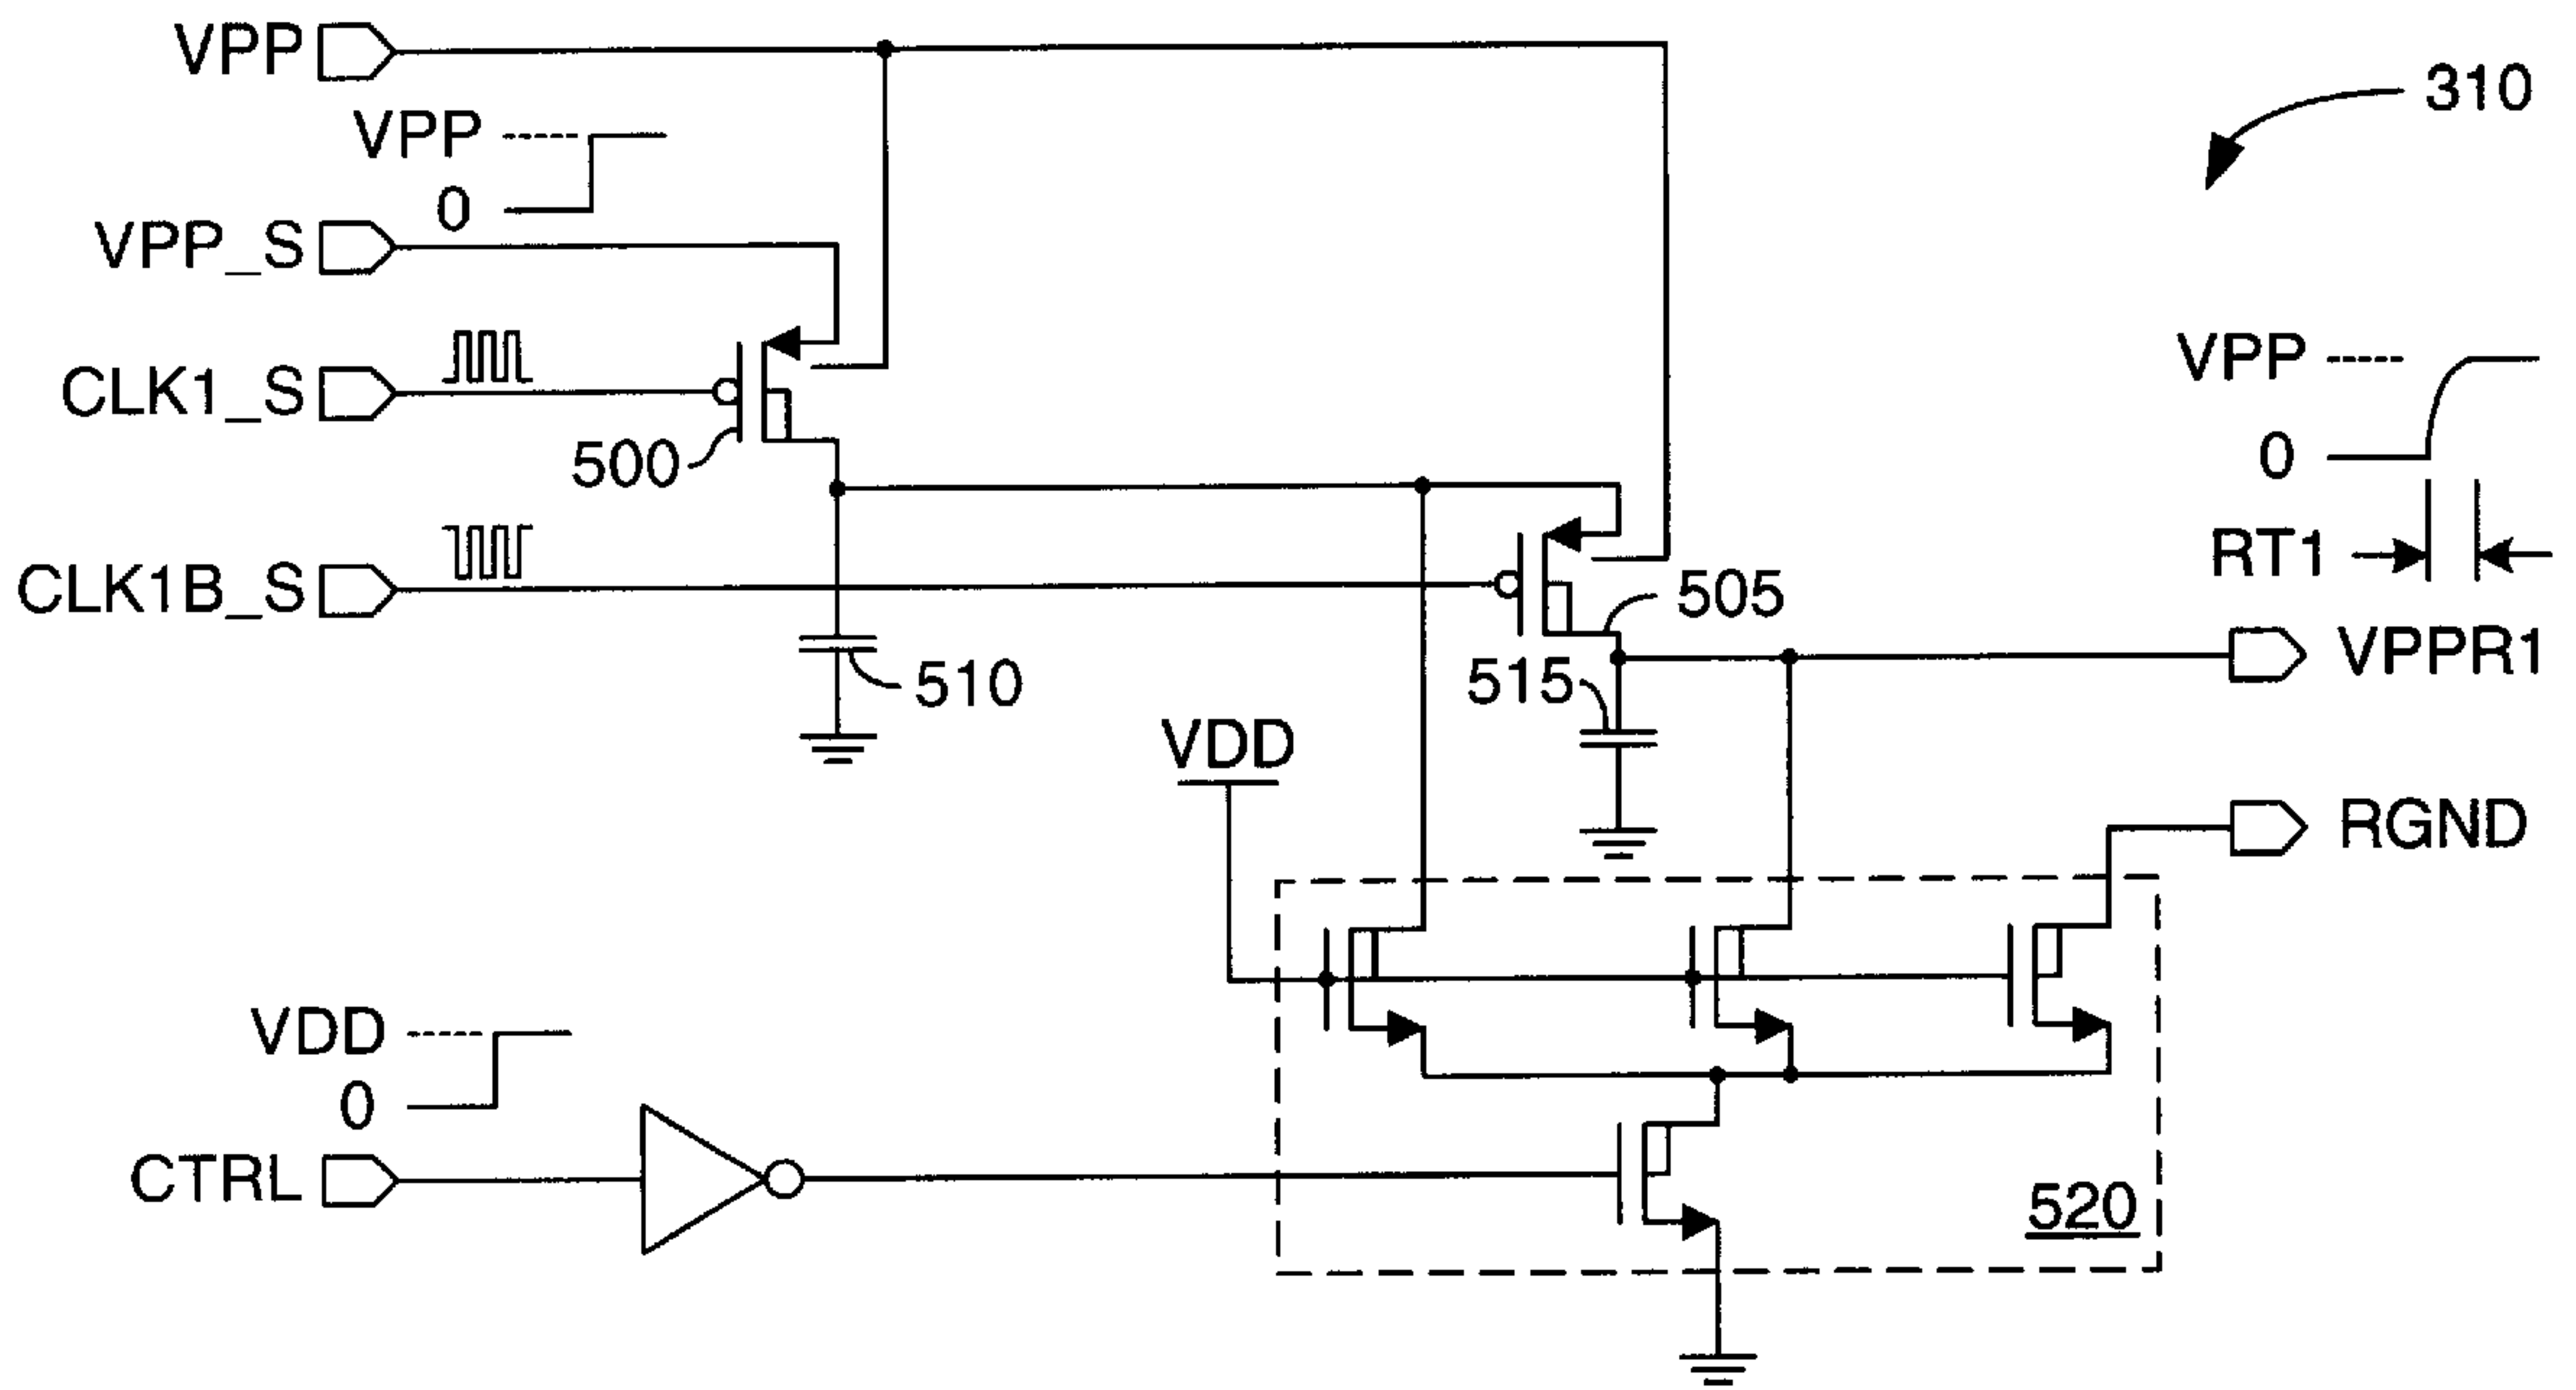 VPP
310
VPP
0
VPP_S
CLK1_S
500
VPP
0
RT1
CLK1B_S
505
510
515
VPPR1
VDD
RGND
VDD
0
CTRL
520